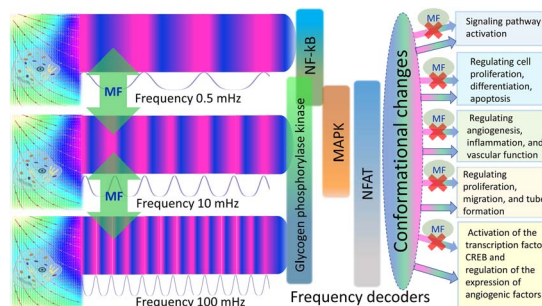 MF
Frequency 0.5 mHz
MF
Frequency 10 mHz
MF
Frequency 100 mHz
NF-kB
Glycogen phosphorylase kinase
MAPK
NFAT
Frequency decoders
Conformational changes
MF
Signaling pathway
activation
MF
Regulating cell
proliferation,
differentiation,
apoptosis
MF
Regulating
angiogenesis,
inflammation, and
vascular function
MF
Regulating
proliferation,
migration, and tube
formation
MF
Activation of the
transcription facto
CREB and
regulation of the
expression of
angiogenic factors